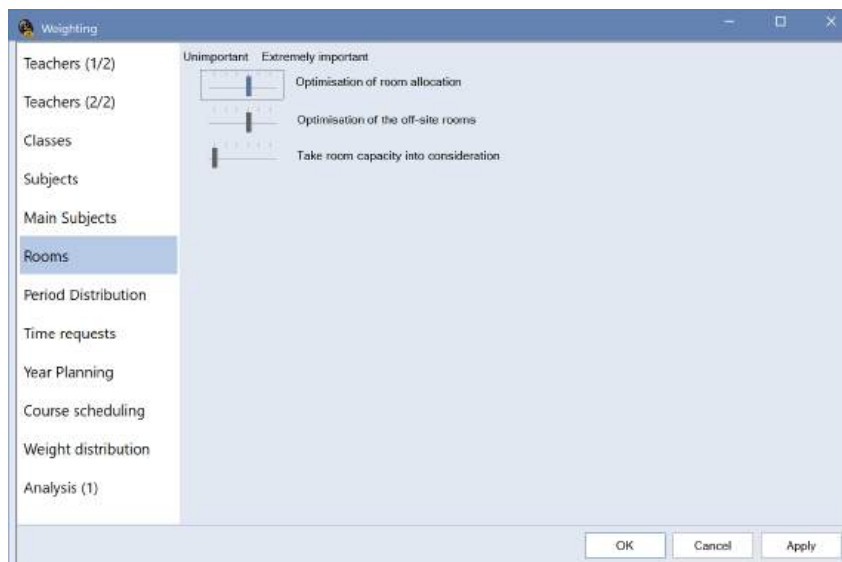 Weighting
Teachers (1/2)
Teachers (2/2)
Classes
Subjects
Main Subjects
Rooms
Period Distribution
Time requests
Year Planning
Course scheduling
Weight distribution
Analysis (1)
Unimportant Extremely important
Optimisation of room allocation
Optimisation of the off-site rooms
Take room capacity into consideration
OK Cancel Apply